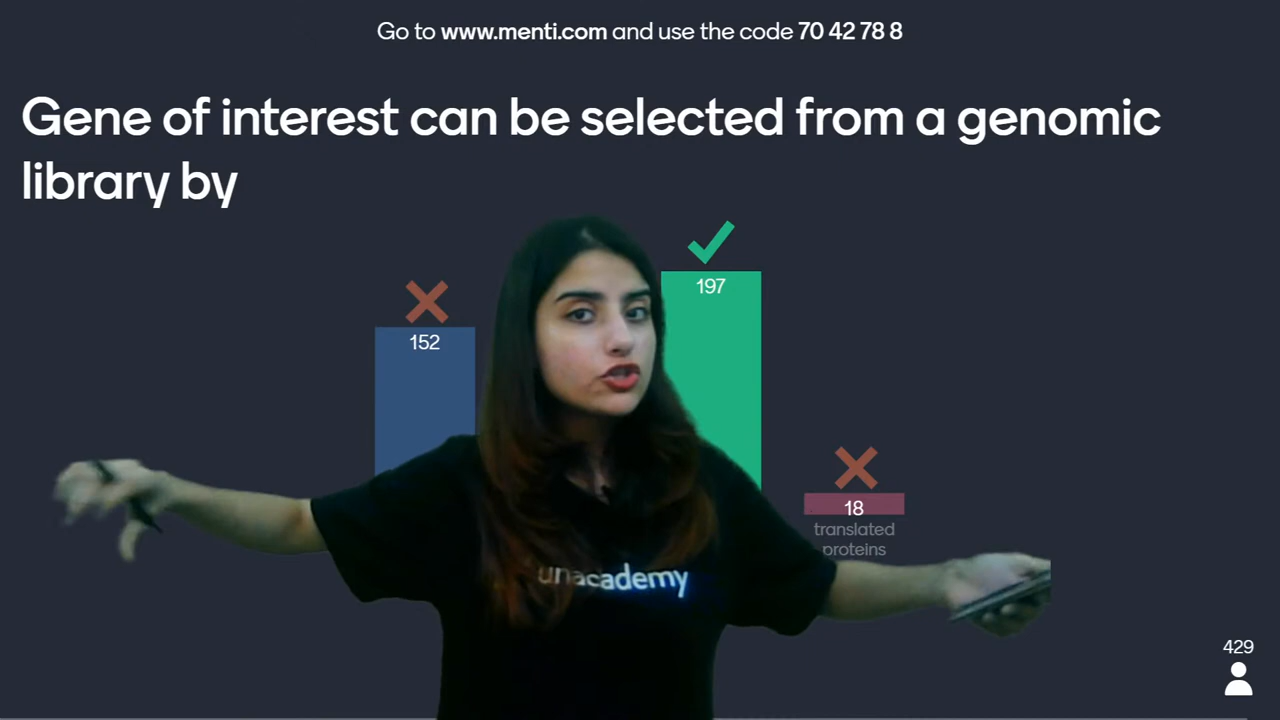 Go to www.menti.com and use the code 70 42 78 8
Gene of interest can be selected from a genomic
library by
197
152
18
translated
proteins
unacademy
429